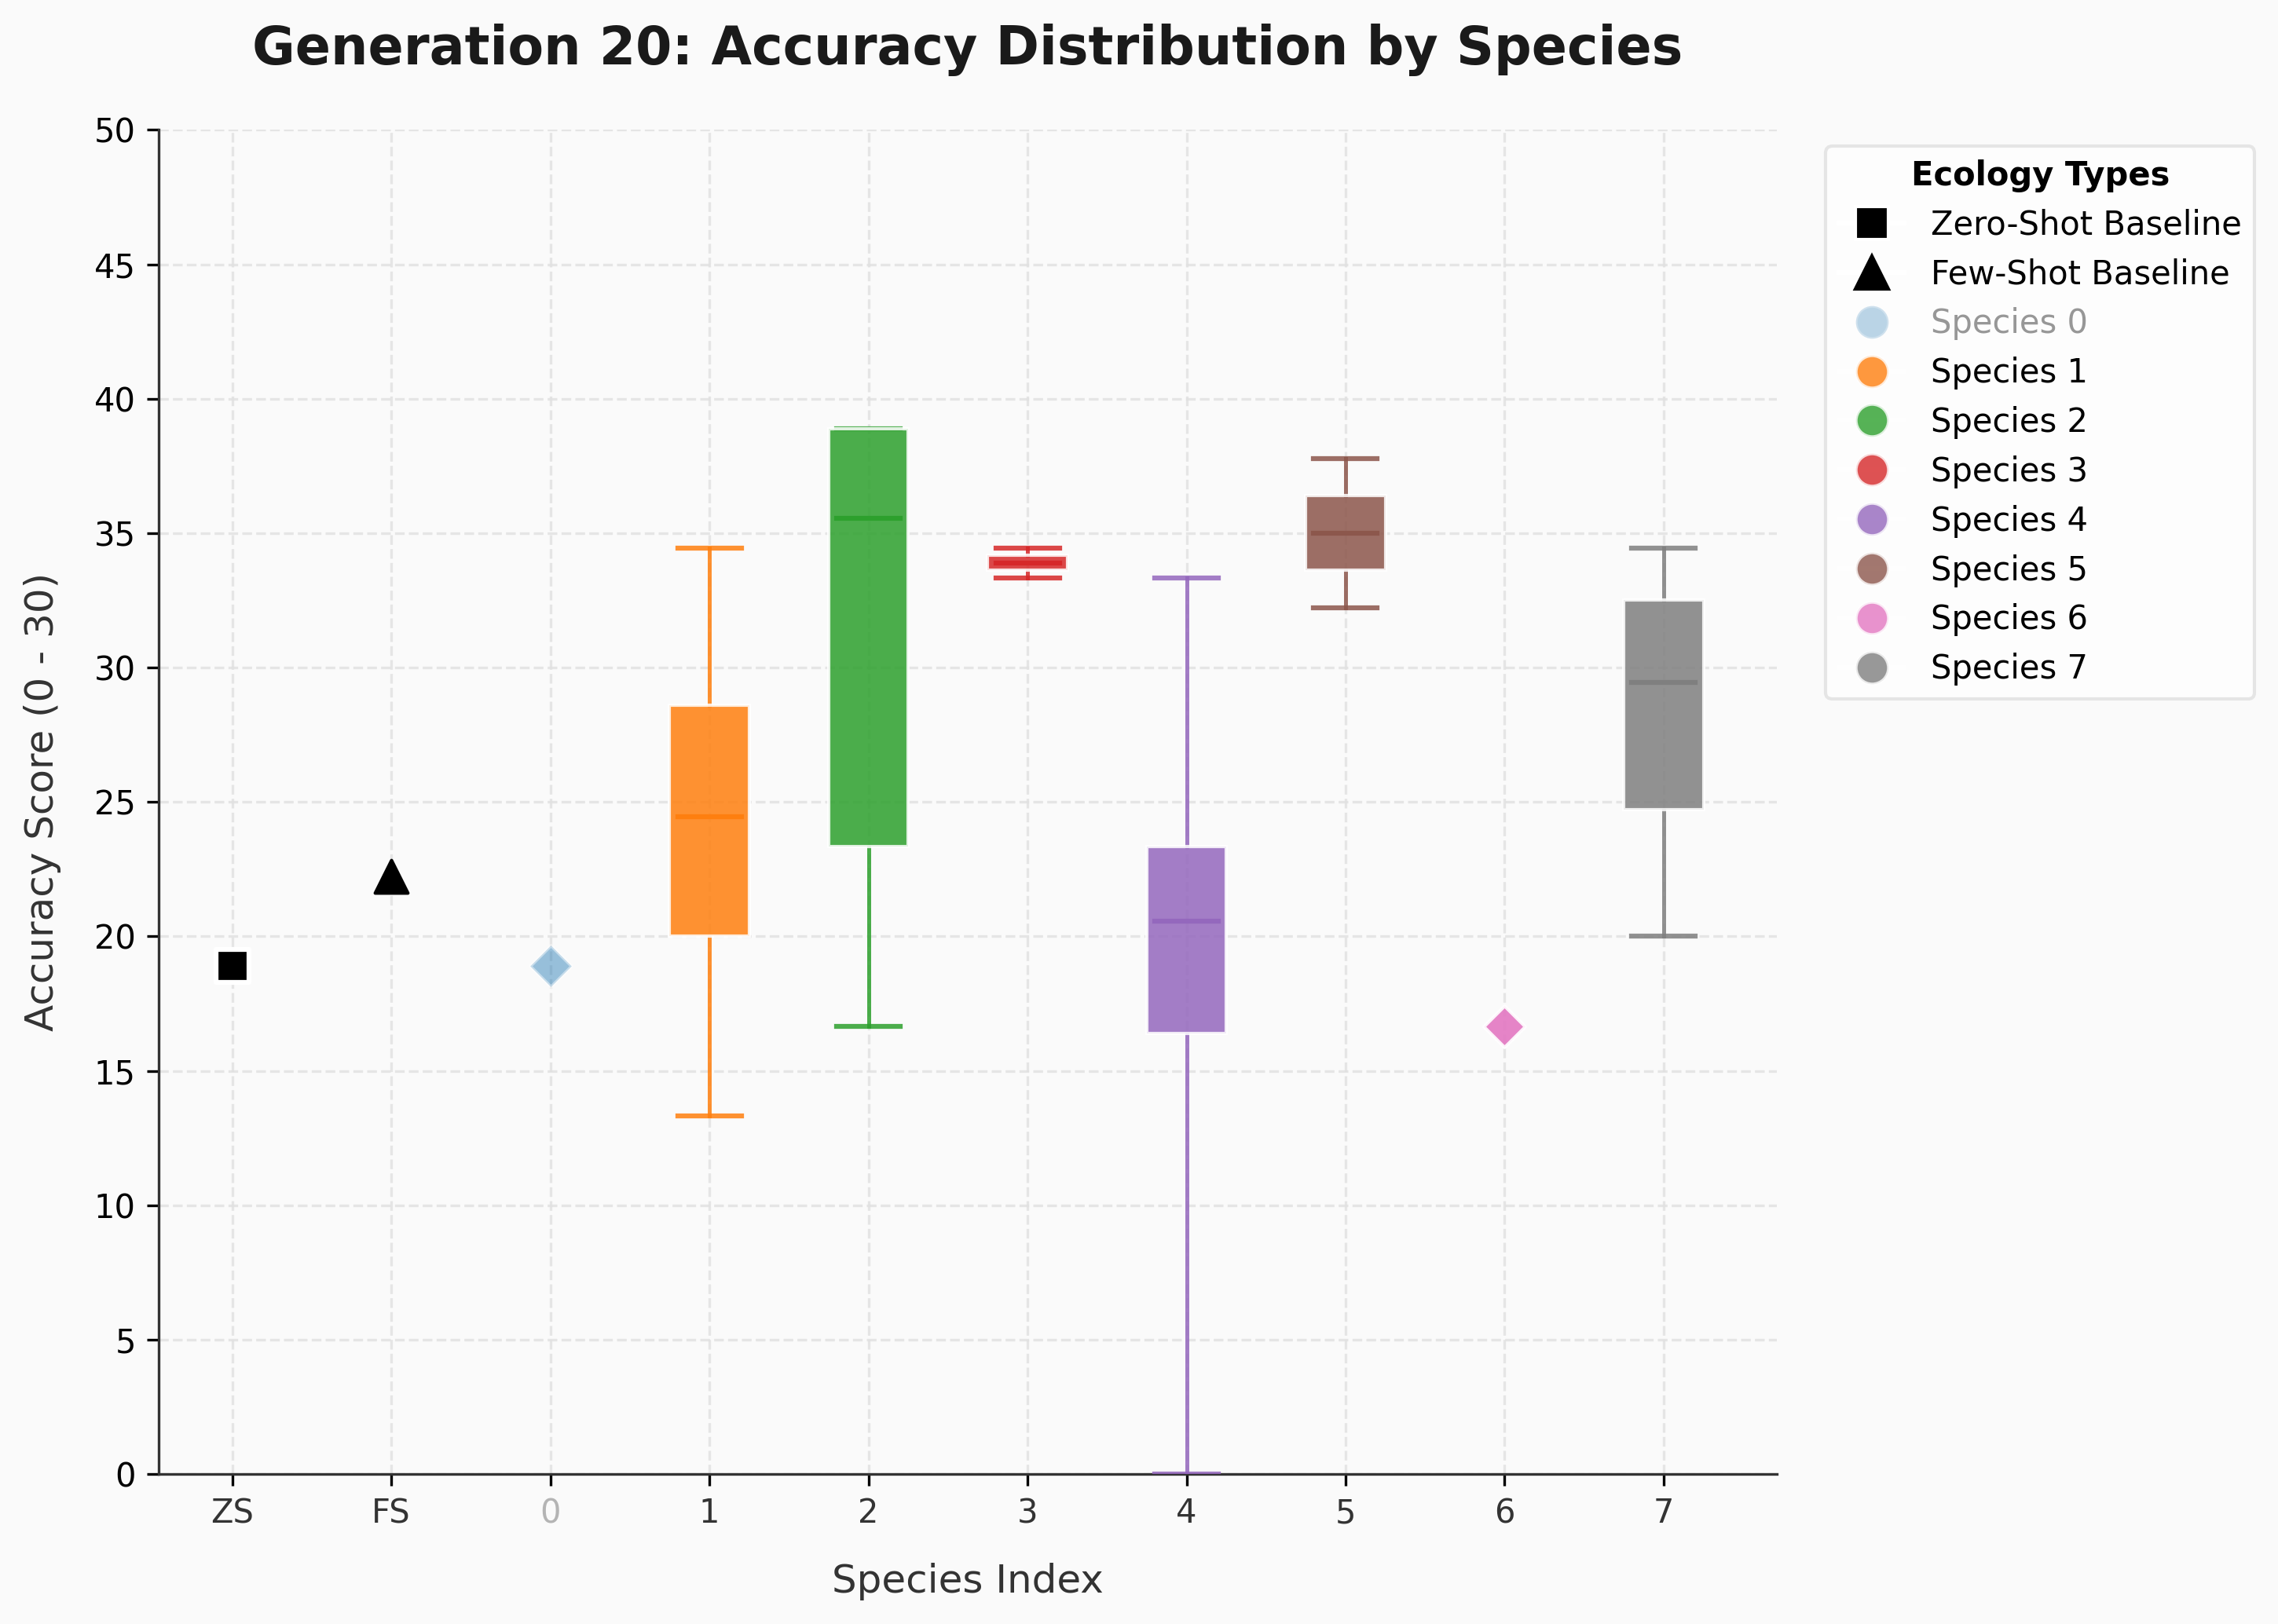 Generation 20: Accuracy Distribution by Species
Accuracy Score (0 - 30)
50
45
40
35
30
25
20
15
10
5
0
ZS
FS
0
1
2
3
4
5
6
7
Species Index
Ecology Types
Zero-Shot Baseline
Few-Shot Baseline
Species 0
Species 1
Species 2
Species 3
Species 4
Species 5
Species 6
Species 7